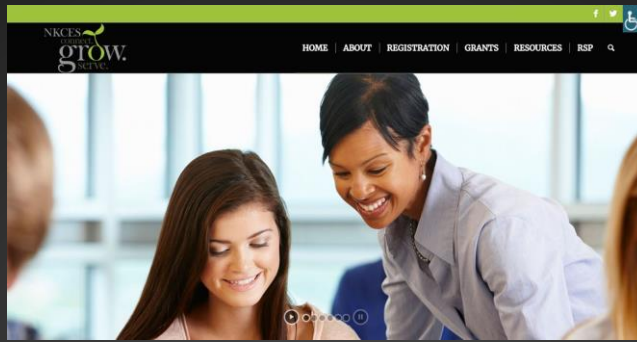 NKCES
connect.
grow.
serve.
HOME ABOUT REGISTRATION GRANTS RESOURCES RSP